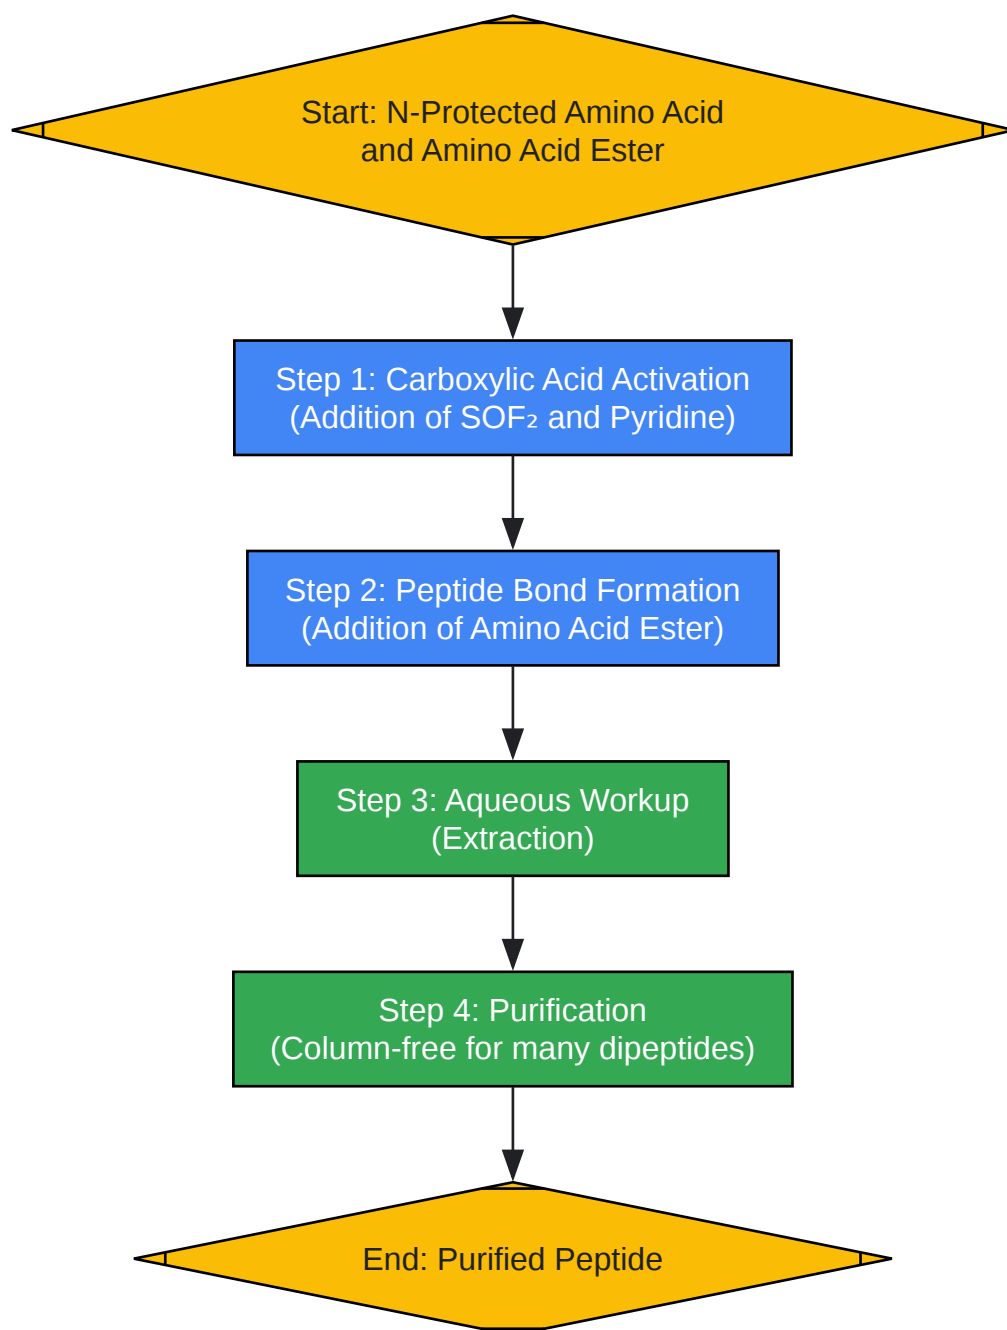 Start: N-Protected Amino Acid
and Amino Acid Ester
Step 1: Carboxylic Acid Activation
(Addition of SOF₂ and Pyridine)
Step 2: Peptide Bond Formation
(Addition of Amino Acid Ester)
Step 3: Aqueous Workup
(Extraction)
Step 4: Purification
(Column-free for many dipeptides)
End: Purified Peptide